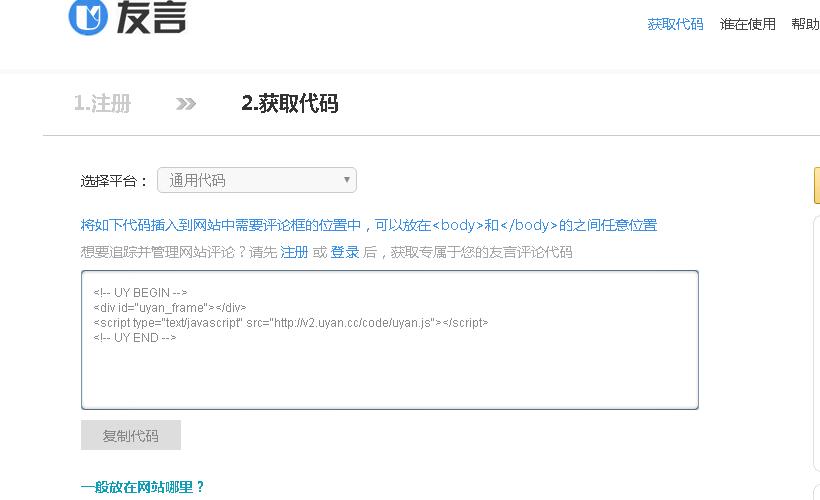 友言
获取代码 谁在使用 帮助
1.注册 2.获取代码
选择平台： 通用代码
将如下代码插入到网站中需要评论框的位置中，可以放在<body>和</body>的之间任意位置
想要追踪并管理网站评论？请先 注册 或 登录 后，获取专属于您的友言评论代码
<!-- UY BEGIN -->
<div id="uyan_frame"></div>
<script type="text/javascript" src="http://v2.uyan.cc/code/uyan.js"></script>
<!-- UY END -->
复制代码
一般放在网站哪里？